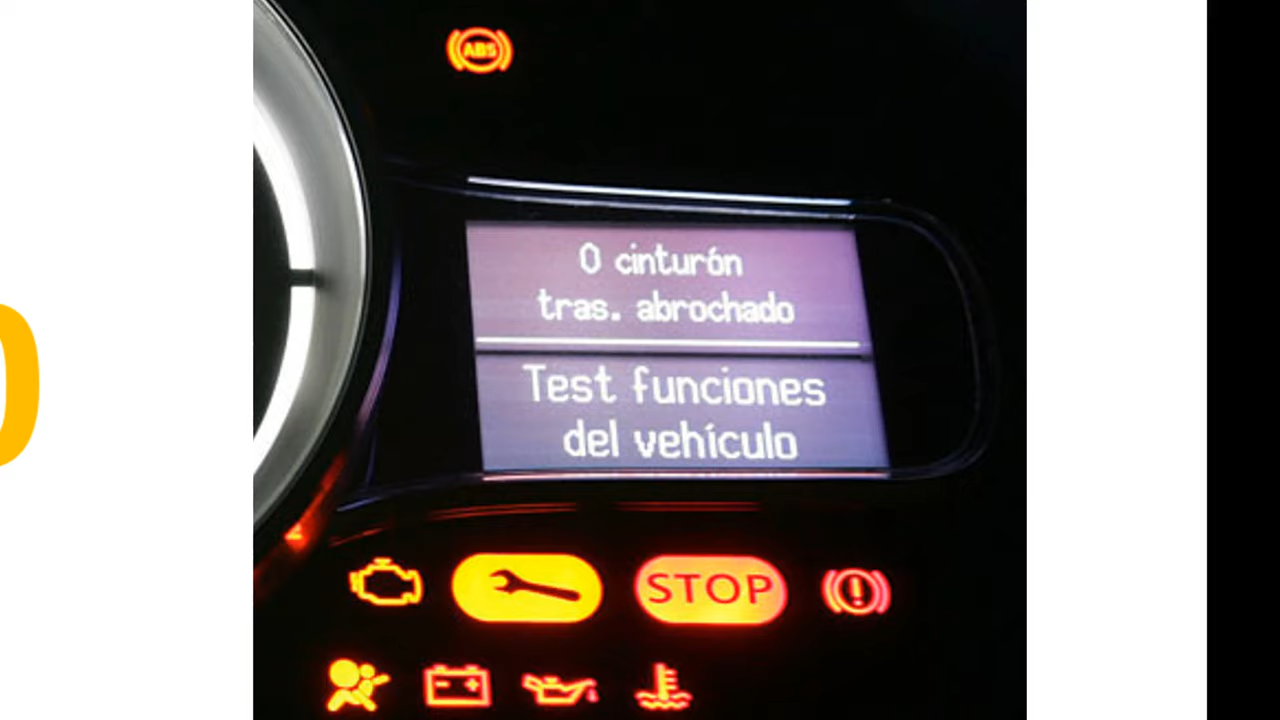 ABS
0 cinturón
tras. abrochado
Test funciones
del vehículo
STOP